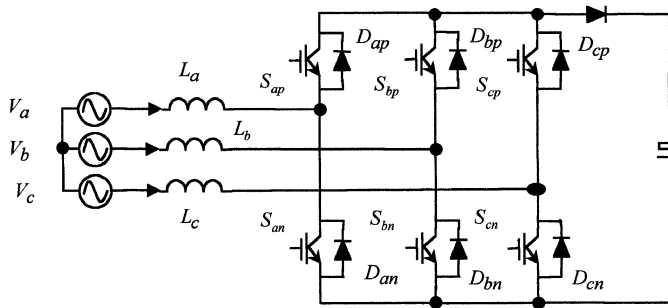 D_ap
D_bp
D_cp
S_ap
S_bp
S_cp
L_a
V_a
L_b
V_b
V_c
L_c
S_an
S_bn
S_cn
D_an
D_bn
D_cn